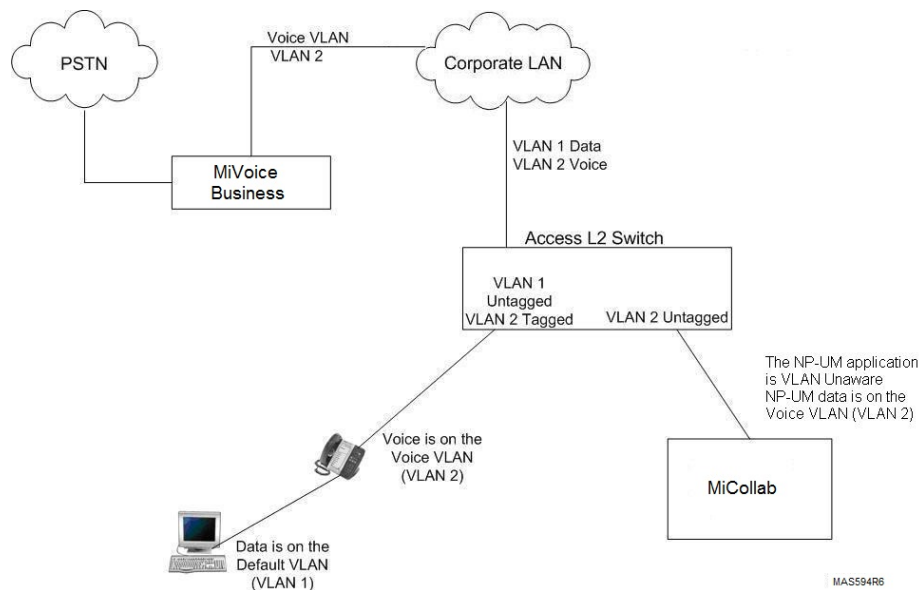 PSTN
Voice VLAN
VLAN 2
Corporate LAN
MiVoice
Business
VLAN 1 Data
VLAN 2 Voice
Access L2 Switch
VLAN 1
Untagged
VLAN 2 Tagged
VLAN 2 Untagged
The NP-UM application
is VLAN Unaware
NP-UM data is on the
Voice VLAN (VLAN 2)
Voice is on the
Voice VLAN
(VLAN 2)
MiCollab
Data is on the
Default VLAN
(VLAN 1)
MAS594R6